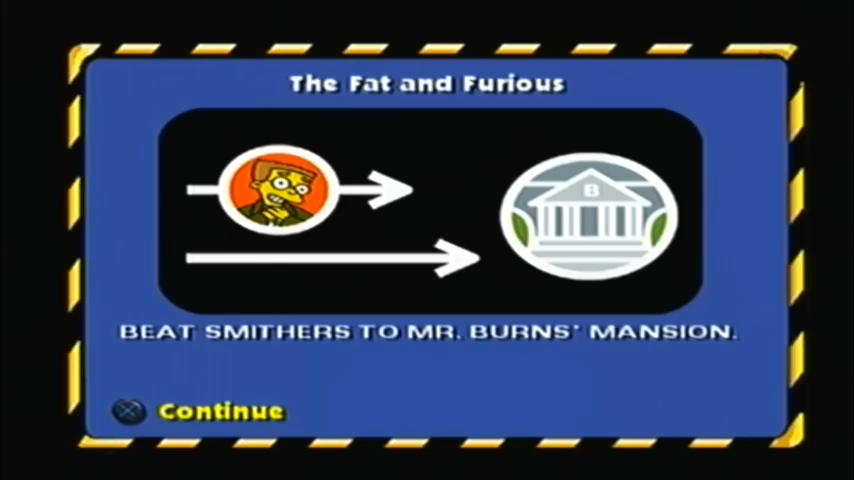 The Fat and Furious
B
BEAT SMITHERS TO MR. BURNS' MANSION.
Continue